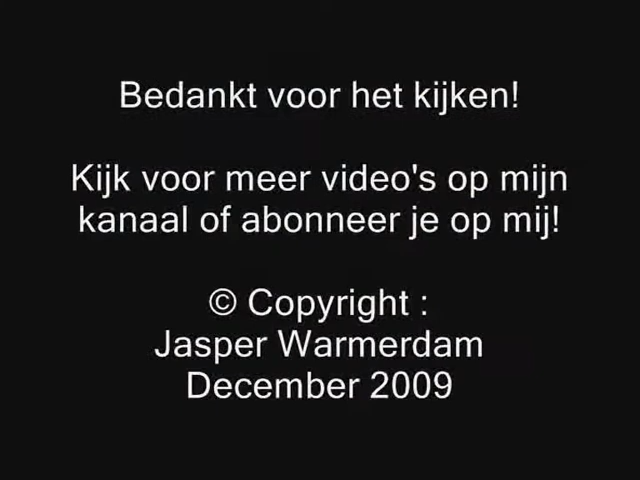 Bedankt voor het kijken!
Kijk voor meer video's op mijn
kanaal of abonneer je op mij!
© Copyright :
Jasper Warmerdam
December 2009